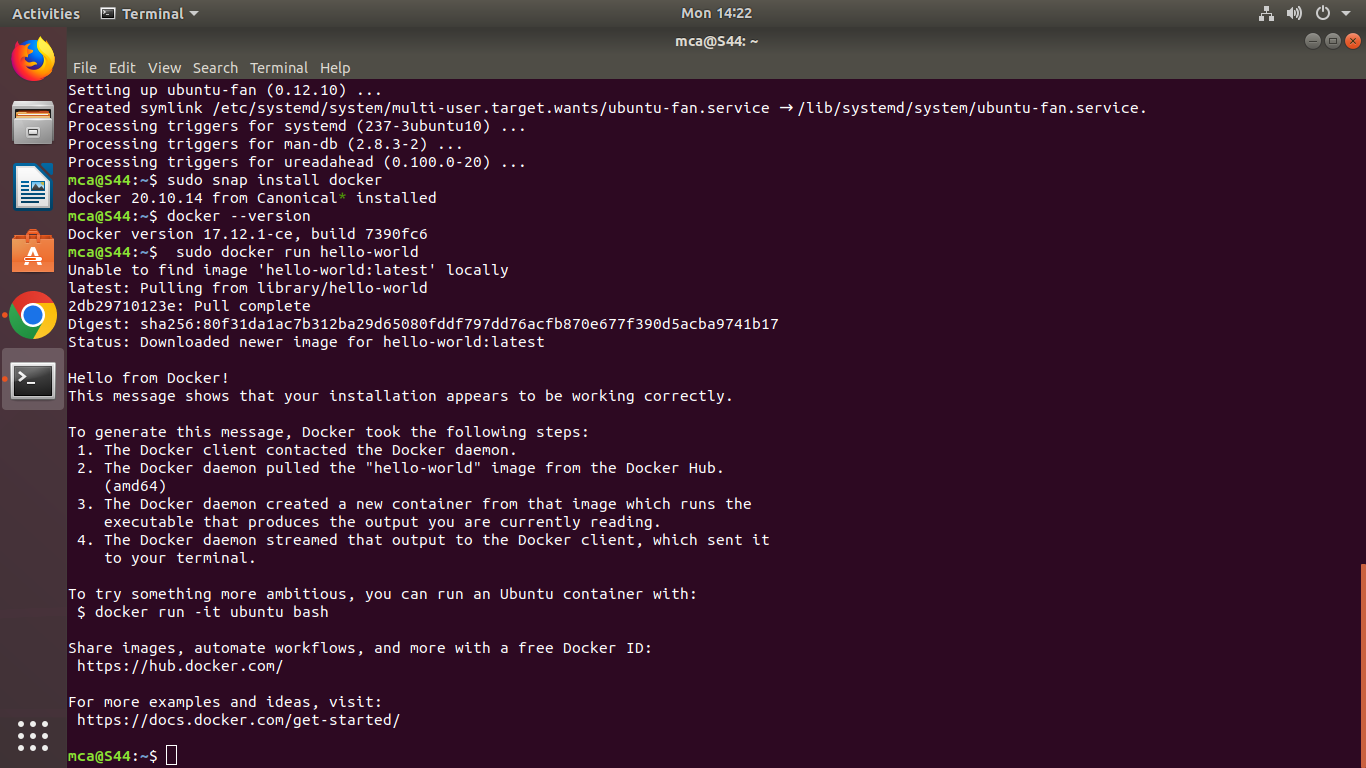 Activities Terminal Mon 14:22
mca@S44: ~
File Edit View Search Terminal Help
Setting up ubuntu-fan (0.12.10) ...
Created symlink /etc/systemd/system/multi-user.target.wants/ubuntu-fan.service → /lib/systemd/system/ubuntu-fan.service.
Processing triggers for systemd (237-3ubuntu10) ...
Processing triggers for man-db (2.8.3-2) ...
Processing triggers for ureadahead (0.100.0-20) ...
mca@S44:~$ sudo snap install docker
docker 20.10.14 from Canonical* installed
mca@S44:~$ docker --version
Docker version 17.12.1-ce, build 7390fc6
mca@S44:~$  sudo docker run hello-world
Unable to find image 'hello-world:latest' locally
latest: Pulling from library/hello-world
2db29710123e: Pull complete
Digest: sha256:80f31da1ac7b312ba29d65080fddf797dd76acfb870e677f390d5acba9741b17
Status: Downloaded newer image for hello-world:latest

Hello from Docker!
This message shows that your installation appears to be working correctly.

To generate this message, Docker took the following steps:
 1. The Docker client contacted the Docker daemon.
 2. The Docker daemon pulled the "hello-world" image from the Docker Hub.
    (amd64)
 3. The Docker daemon created a new container from that image which runs the
    executable that produces the output you are currently reading.
 4. The Docker daemon streamed that output to the Docker client, which sent it
    to your terminal.

To try something more ambitious, you can run an Ubuntu container with:
 $ docker run -it ubuntu bash

Share images, automate workflows, and more with a free Docker ID:
 https://hub.docker.com/

For more examples and ideas, visit:
 https://docs.docker.com/get-started/

mca@S44:~$